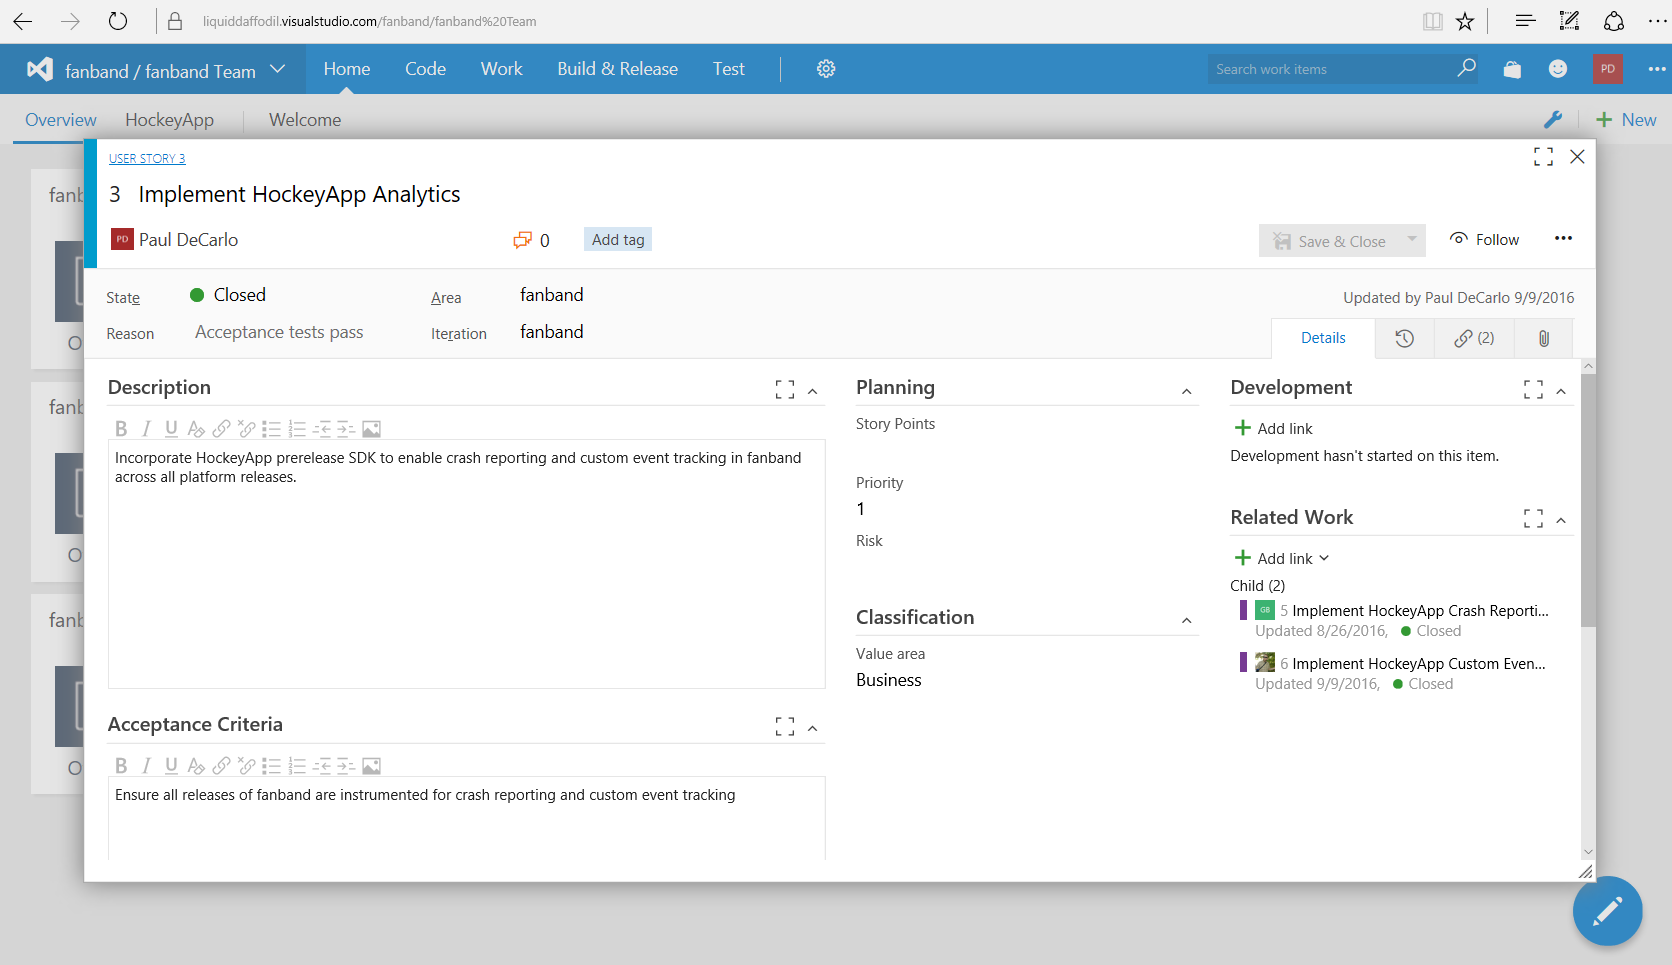 liquiddaffodil.visualstudio.com/fanband/fanband%20Team
fanband / fanband Team
Home
Code
Work
Build & Release
Test
Search work items
PD
Overview
HockeyApp
Welcome
New
USER STORY 3
3 Implement HockeyApp Analytics
PD Paul DeCarlo
0
Add tag
Save & Close
Follow
State
Closed
Area
fanband
Updated by Paul DeCarlo 9/9/2016
Reason
Acceptance tests pass
Iteration
fanband
Details
(2)
Description
B I U
Incorporate HockeyApp prerelease SDK to enable crash reporting and custom event tracking in fanband
across all platform releases.
Acceptance Criteria
B I U
Ensure all releases of fanband are instrumented for crash reporting and custom event tracking
Planning
Story Points
Priority
1
Risk
Classification
Value area
Business
Development
Add link
Development hasn't started on this item.
Related Work
Add link
Child (2)
GB 5 Implement HockeyApp Crash Reporti...
Updated 8/26/2016, Closed
6 Implement HockeyApp Custom Even...
Updated 9/9/2016, Closed
fanb
O
fanb
O
fanb
O